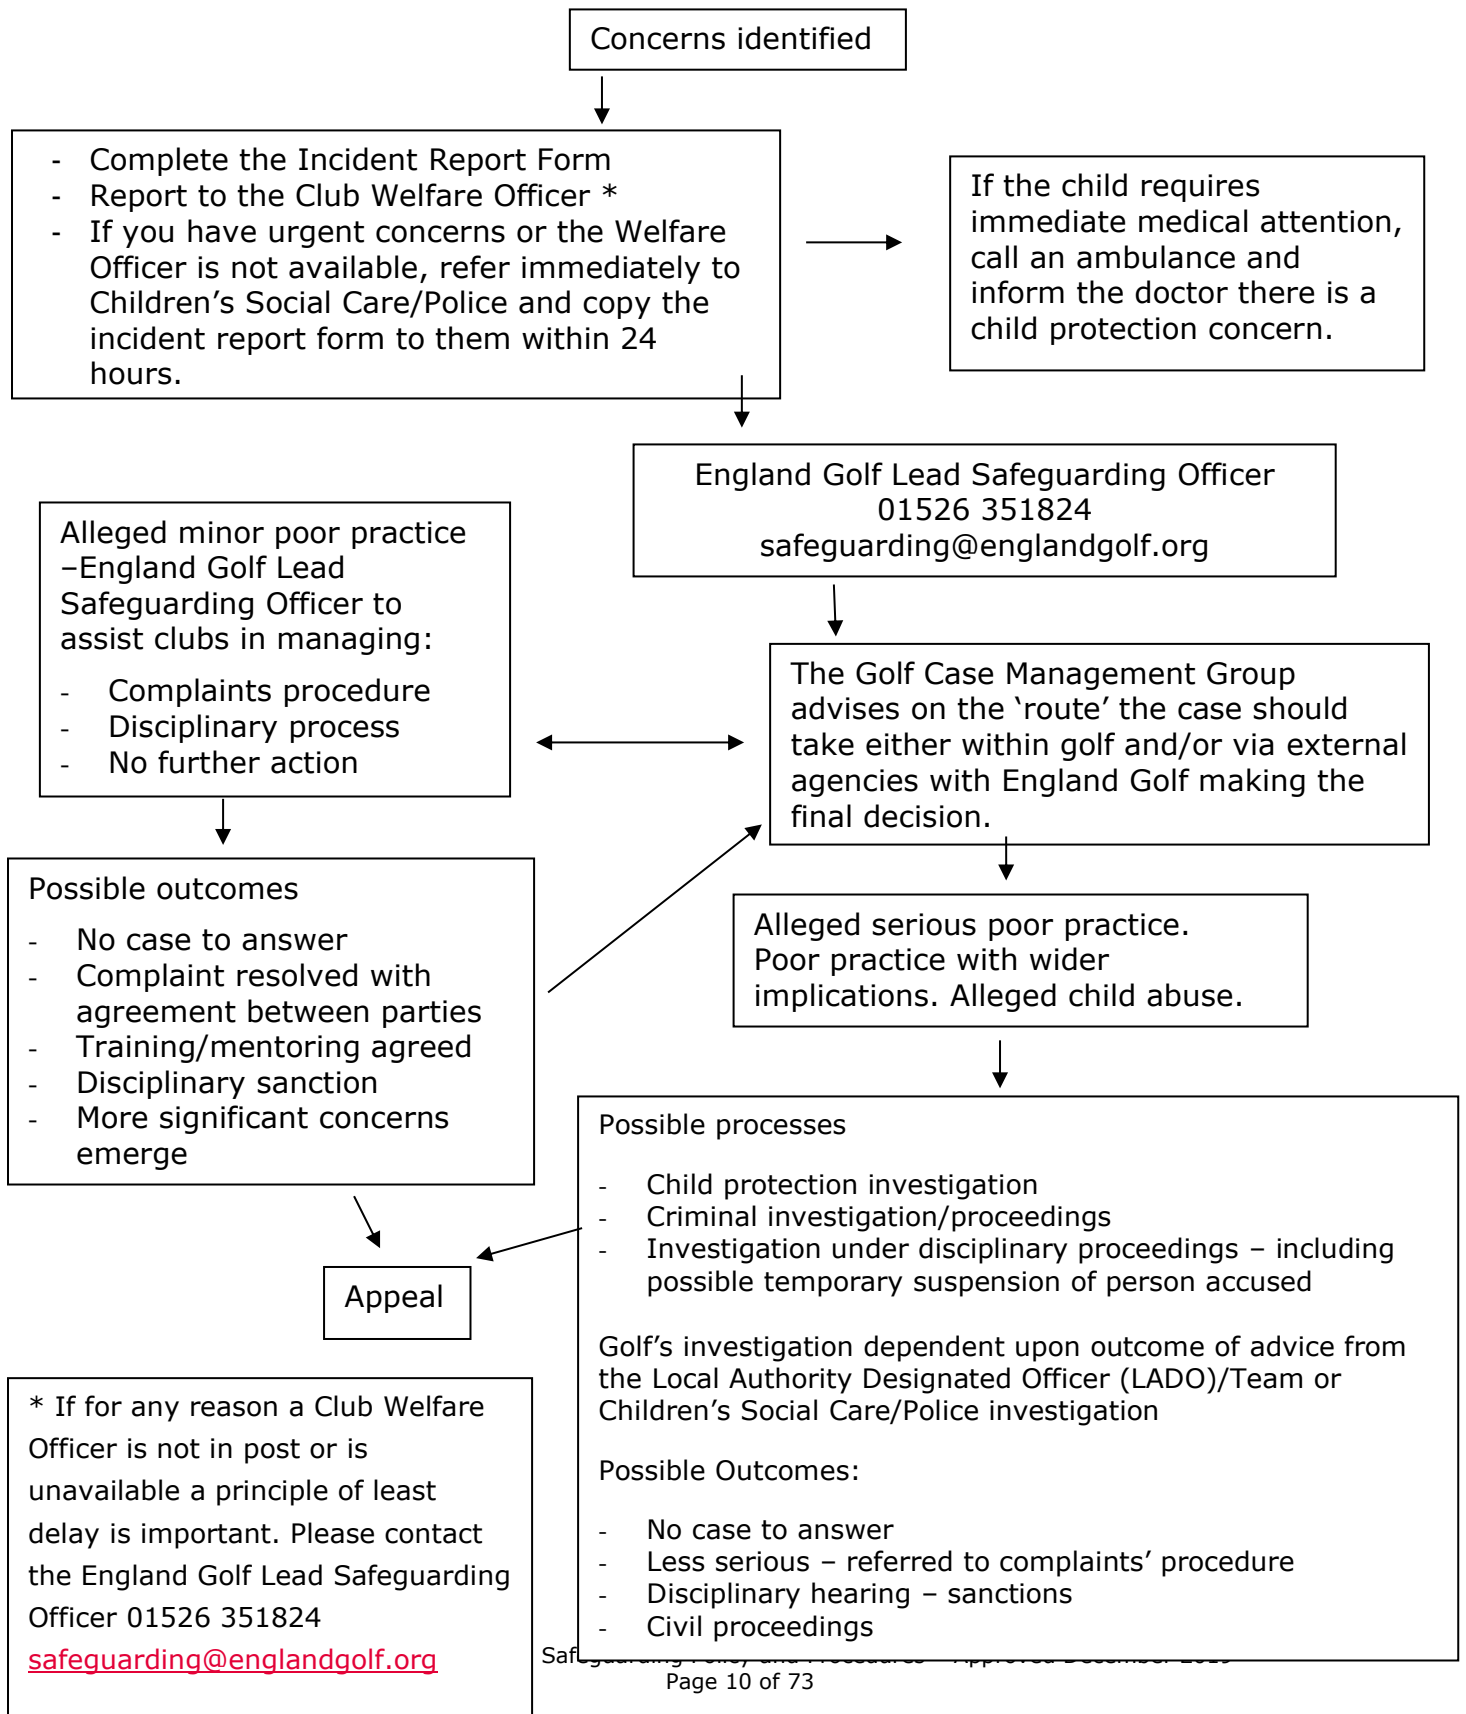 Concerns identified
- Complete the Incident Report Form
- Report to the Club Welfare Officer *
- If you have urgent concerns or the Welfare
Officer is not available, refer immediately to
Children’s Social Care/Police and copy the
incident report form to them within 24
hours.
If the child requires
immediate medical attention,
call an ambulance and
inform the doctor there is a
child protection concern.
England Golf Lead Safeguarding Officer
01526 351824
safeguarding@englandgolf.org
Alleged minor poor practice
–England Golf Lead
Safeguarding Officer to
assist clubs in managing:
- Complaints procedure
- Disciplinary process
- No further action
The Golf Case Management Group
advises on the ‘route’ the case should
take either within golf and/or via external
agencies with England Golf making the
final decision.
Possible outcomes
- No case to answer
- Complaint resolved with
agreement between parties
- Training/mentoring agreed
- Disciplinary sanction
- More significant concerns
emerge
Alleged serious poor practice.
Poor practice with wider
implications. Alleged child abuse.
Possible processes
- Child protection investigation
- Criminal investigation/proceedings
- Investigation under disciplinary proceedings – including
possible temporary suspension of person accused
Golf’s investigation dependent upon outcome of advice from
the Local Authority Designated Officer (LADO)/Team or
Children’s Social Care/Police investigation
Possible Outcomes:
- No case to answer
- Less serious – referred to complaints’ procedure
- Disciplinary hearing – sanctions
- Civil proceedings
Appeal
* If for any reason a Club Welfare
Officer is not in post or is
unavailable a principle of least
delay is important. Please contact
the England Golf Lead Safeguarding
Officer 01526 351824
safeguarding@englandgolf.org
Safeguarding Policy and Procedures – Approved December 2019
Page 10 of 73